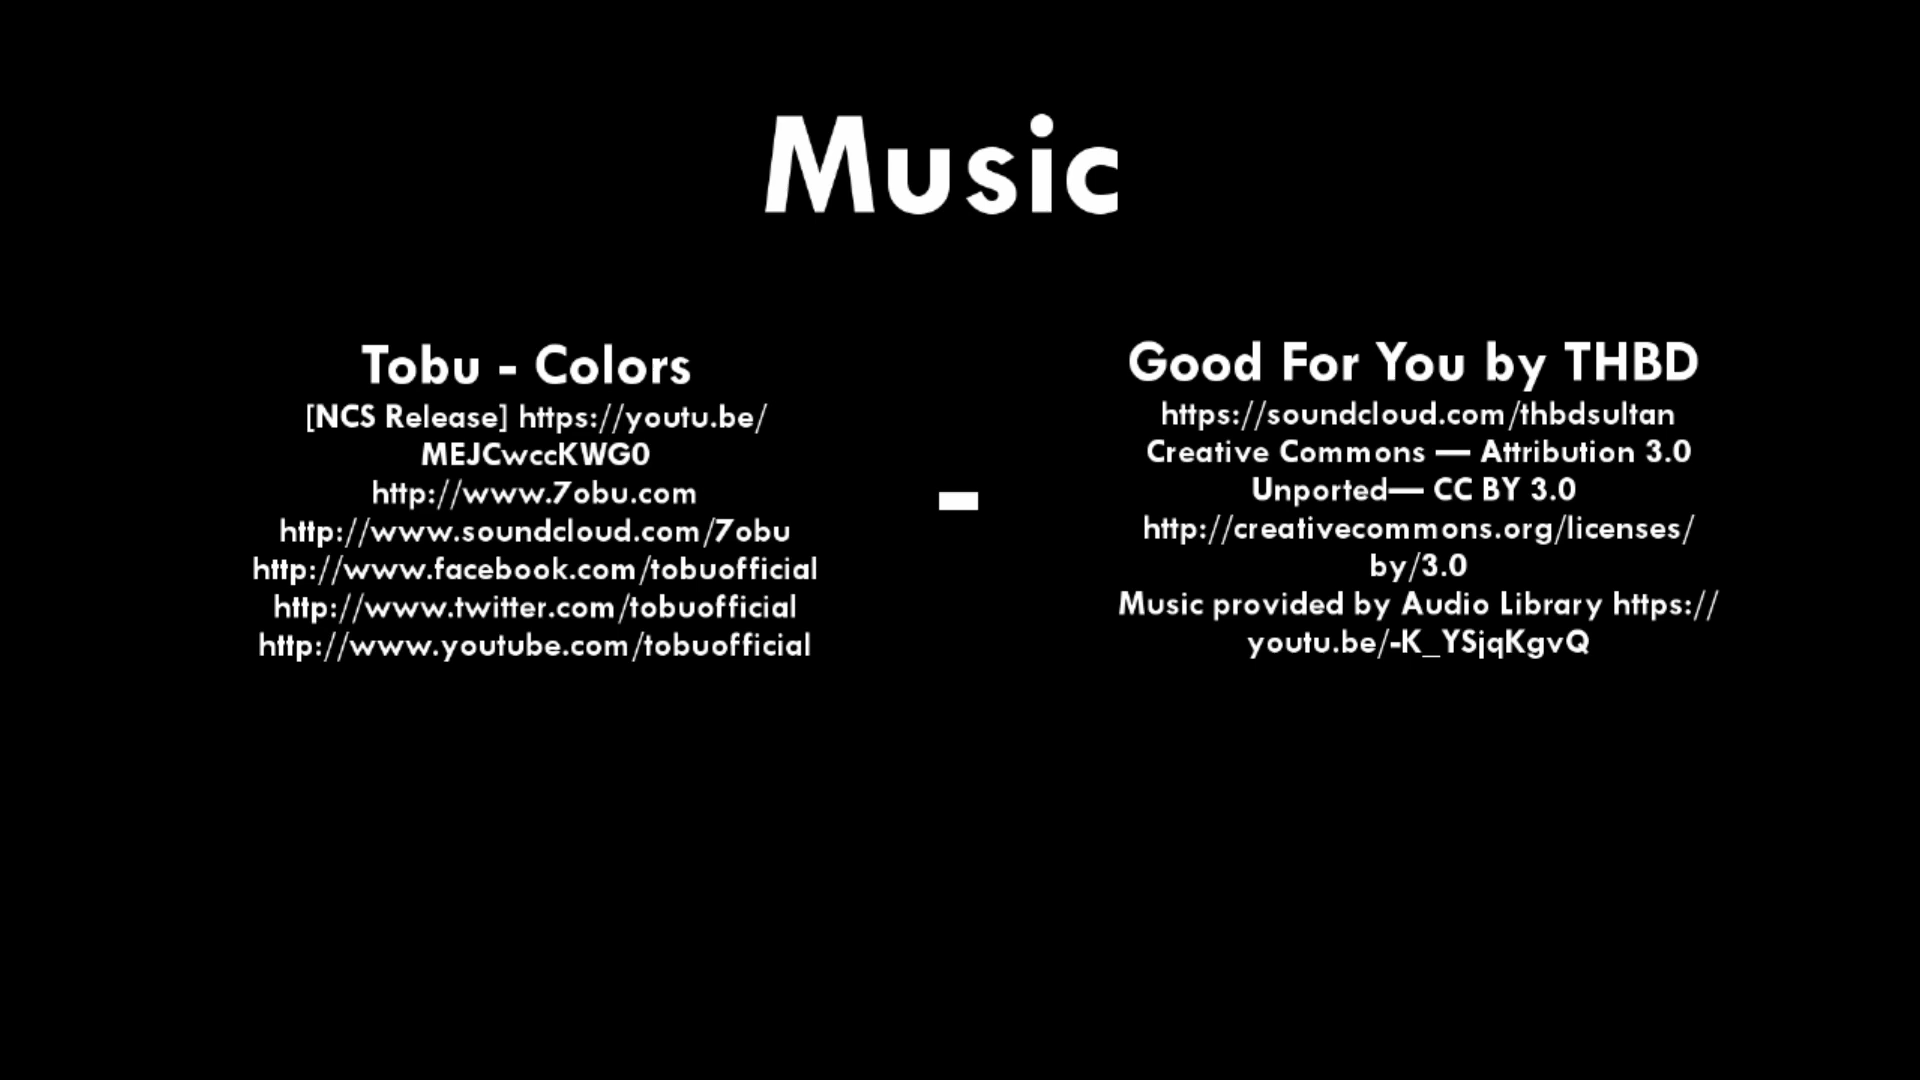 Music
Tobu - Colors
[NCS Release] https://youtu.be/
MEJCwccKWG0
http://www.7obu.com
http://www.soundcloud.com/7obu
http://www.facebook.com/tobuofficial
http://www.twitter.com/tobuofficial
http://www.youtube.com/tobuofficial
-
Good For You by THBD
https://soundcloud.com/thbdsultan
Creative Commons — Attribution 3.0
Unported— CC BY 3.0
http://creativecommons.org/licenses/
by/3.0
Music provided by Audio Library https://
youtu.be/-K_YSjqKgvQ